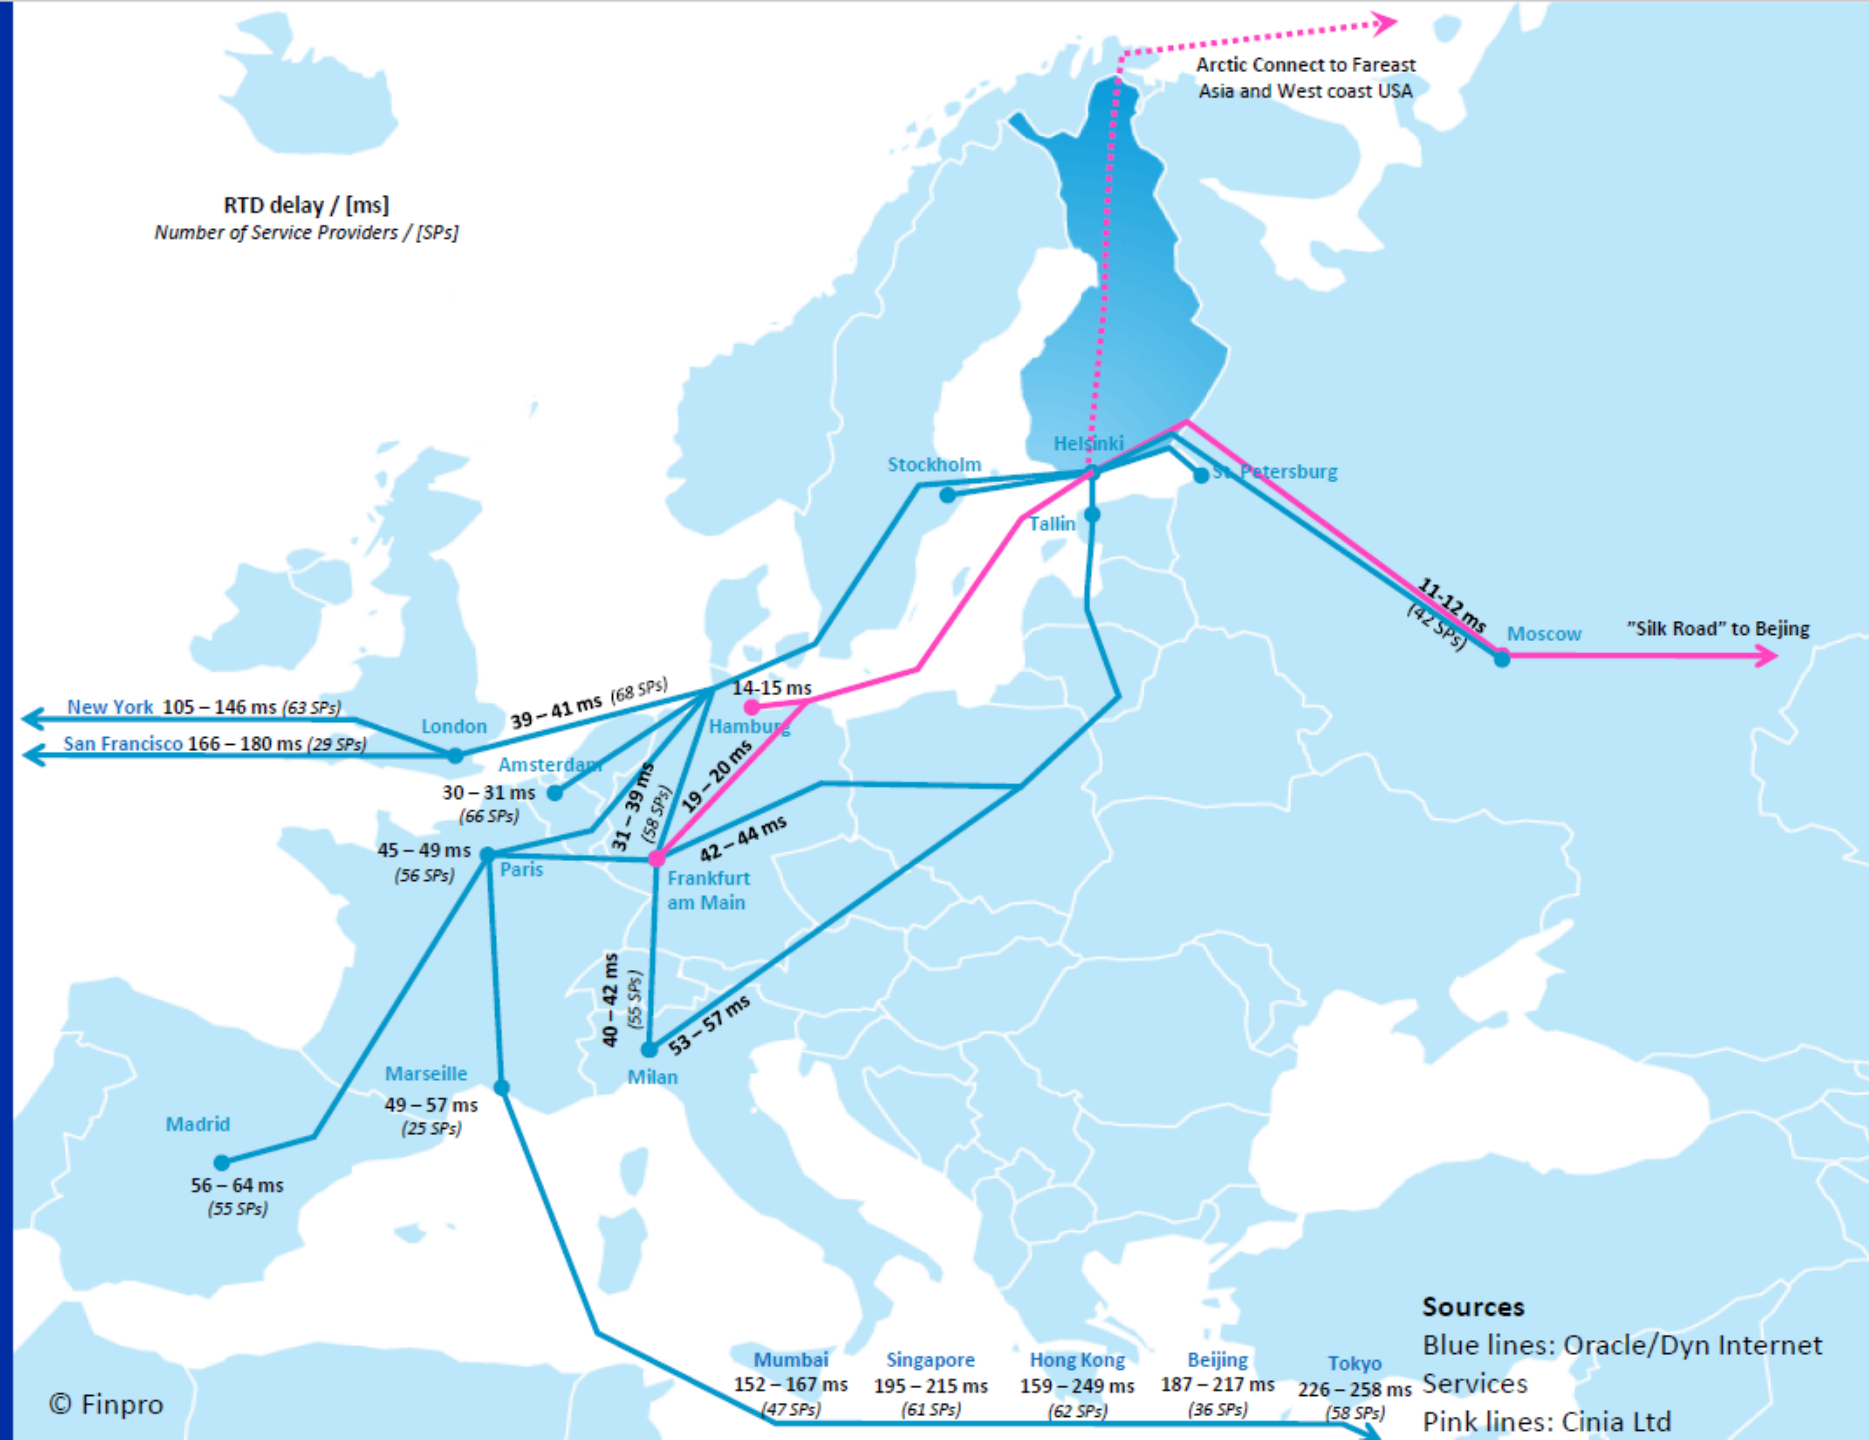 Arctic Connect to Fareast
Asia and West coast USA
RTD delay / [ms]
Number of Service Providers / [SPs]
Helsinki
Stockholm
St. Petersburg
Tallin
11-12 ms
(42 SPs)
Moscow
"Silk Road" to Bejing
New York 105 – 146 ms (63 SPs)
San Francisco 166 – 180 ms (29 SPs)
London
39 – 41 ms (68 SPs)
14-15 ms
Hamburg
Amsterdam
30 – 31 ms
(66 SPs)
31 – 39 ms
(58 SPs)
19 – 20 ms
42 – 44 ms
45 – 49 ms
(56 SPs)
Paris
Frankfurt
am Main
40 – 42 ms
(55 SPs)
53 – 57 ms
Milan
Marseille
49 – 57 ms
(25 SPs)
Madrid
56 – 64 ms
(55 SPs)
Mumbai
152 – 167 ms
(47 SPs)
Singapore
195 – 215 ms
(61 SPs)
Hong Kong
159 – 249 ms
(62 SPs)
Beijing
187 – 217 ms
(36 SPs)
Tokyo
226 – 258 ms
(58 SPs)
Sources
Blue lines: Oracle/Dyn Internet
Services
Pink lines: Cinia Ltd
© Finpro